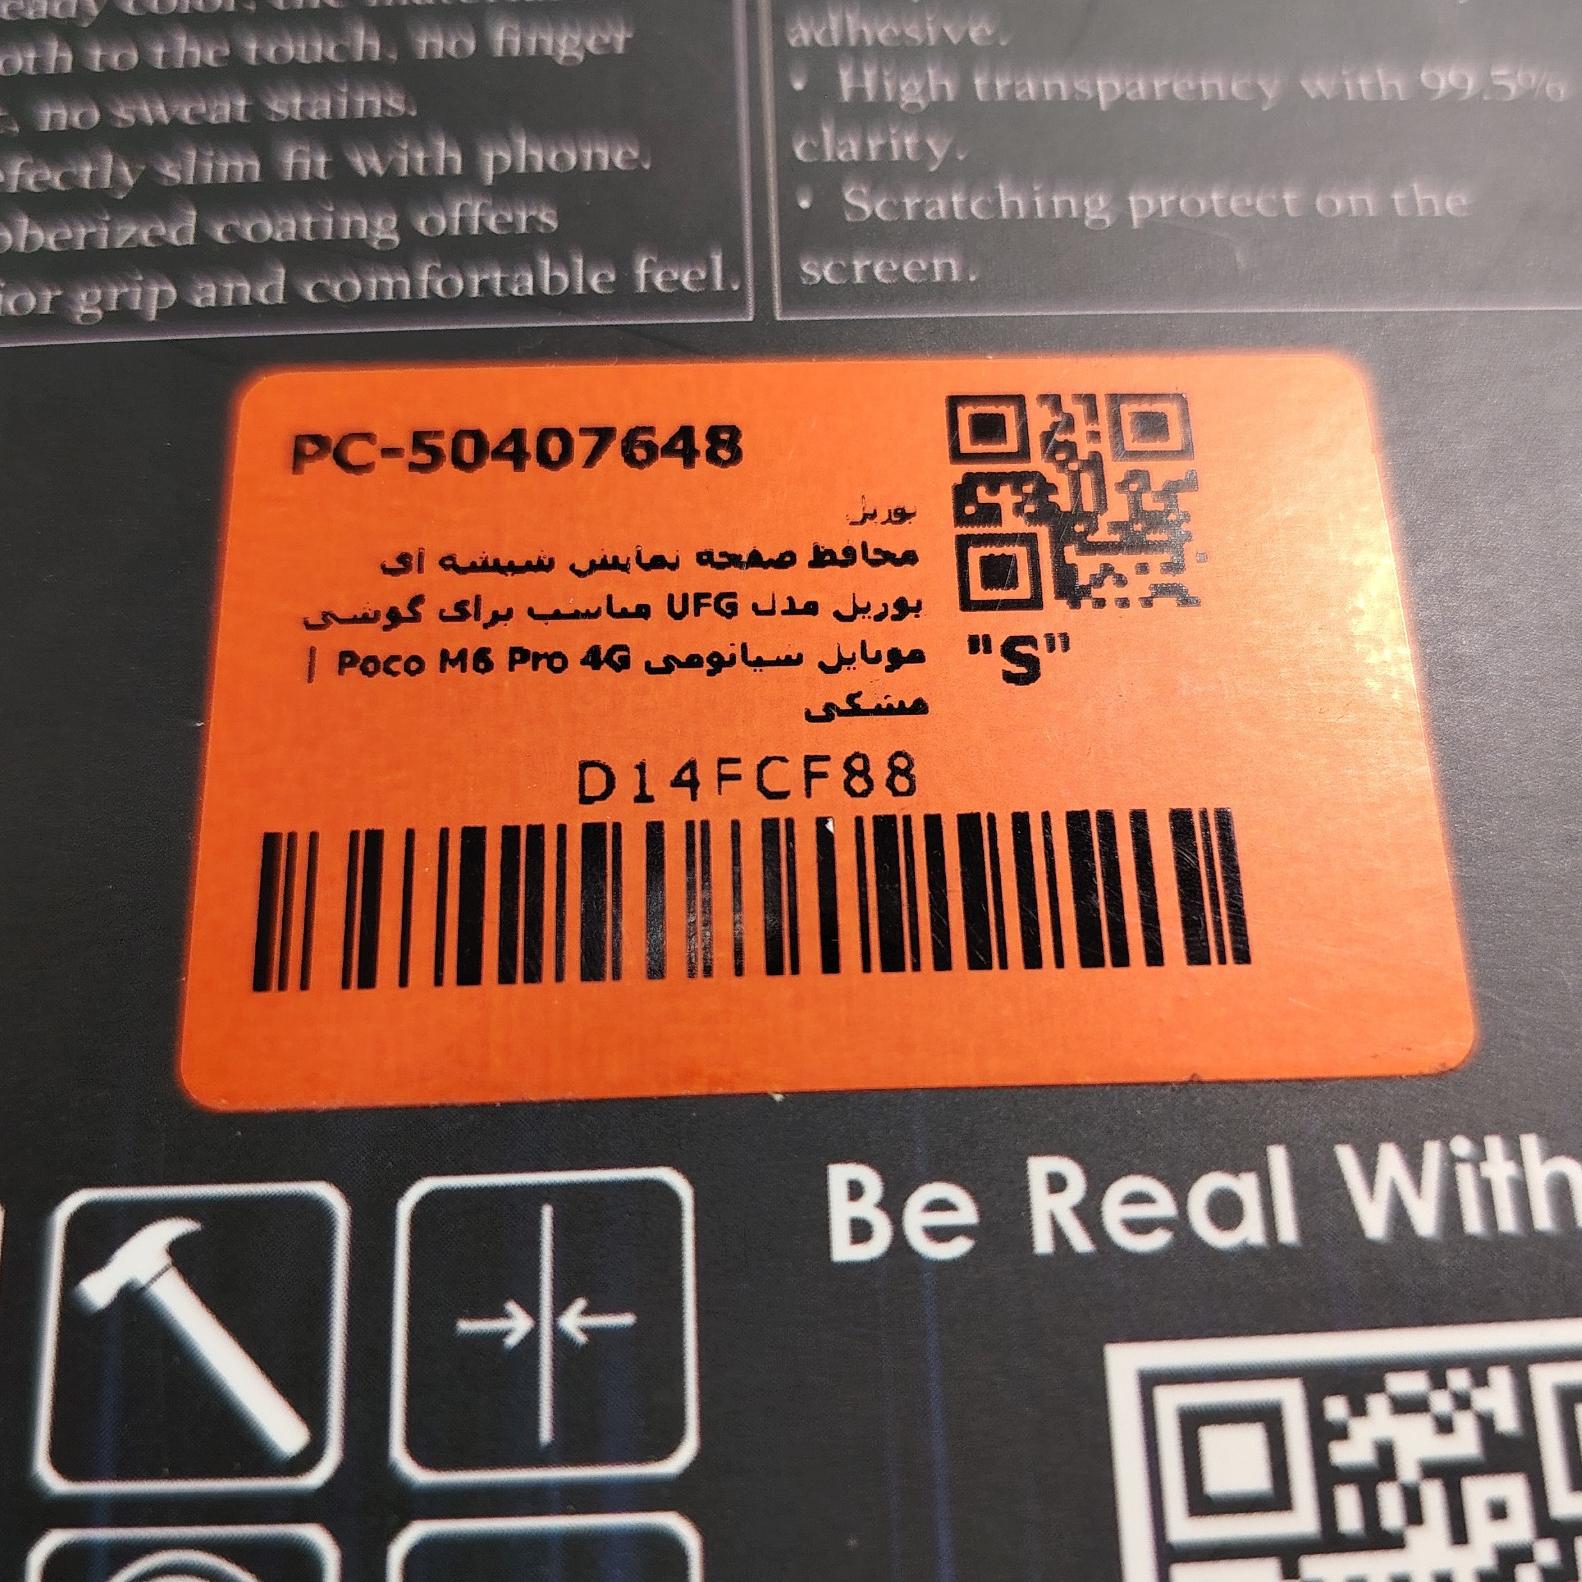 oth to the touch, no finger
, no sweat stains.
fectly slim fit with phone.
berized coating offers
ior grip and comfortable feel.
adhesive.
• High transparency with 99.5%
clarity.
• Scratching protect on the
screen.
PC-50407648
بوریل
محافظ صفحه نمایش شیشه ای
بوریل مدل UFG مناسب برای گوشی
موبایل شیائومی Poco M6 Pro 4G |
مشکی
"S"
D14FCF88
Be Real With